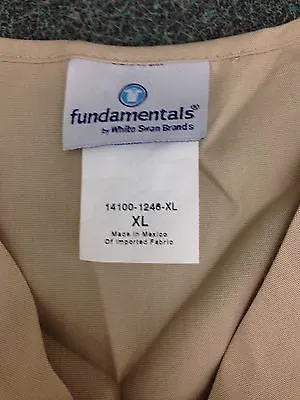 fundamentals®
by White Swan Brands
14100-1246-XL
XL
Made in Mexico
Of Imported Fabric